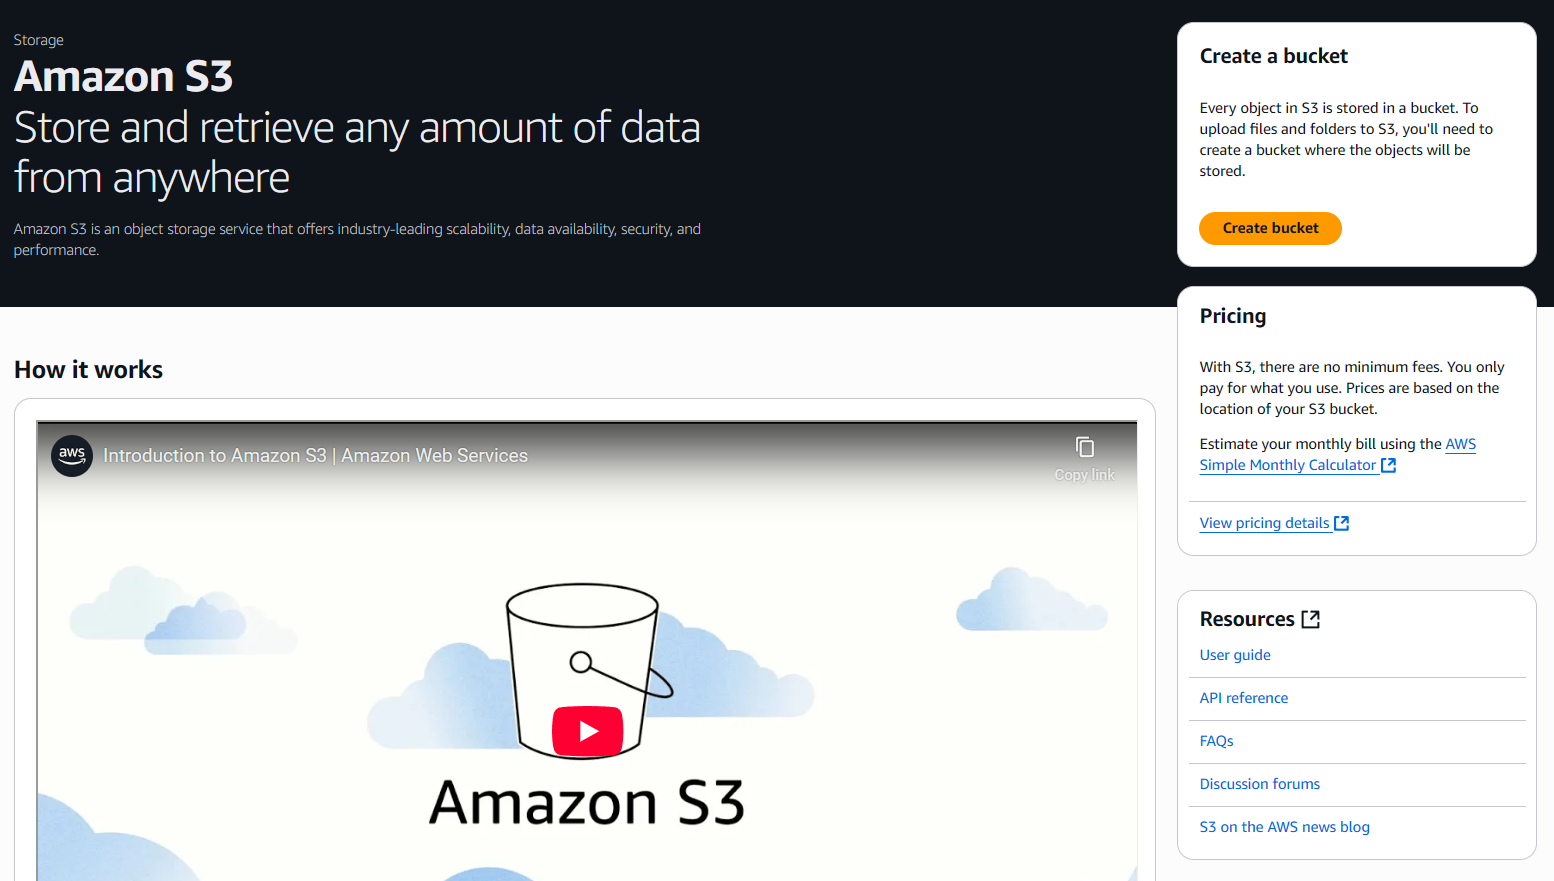 Storage
Amazon S3
Store and retrieve any amount of data
from anywhere
Amazon S3 is an object storage service that offers industry-leading scalability, data availability, security, and
performance.
Create a bucket
Every object in S3 is stored in a bucket. To
upload files and folders to S3, you'll need to
create a bucket where the objects will be
stored.
Create bucket
Pricing
With S3, there are no minimum fees. You only
pay for what you use. Prices are based on the
location of your S3 bucket.
Estimate your monthly bill using the AWS
Simple Monthly Calculator
View pricing details
How it works
aws
Introduction to Amazon S3 | Amazon Web Services
Copy link
Amazon S3
Resources
User guide
API reference
FAQs
Discussion forums
S3 on the AWS news blog